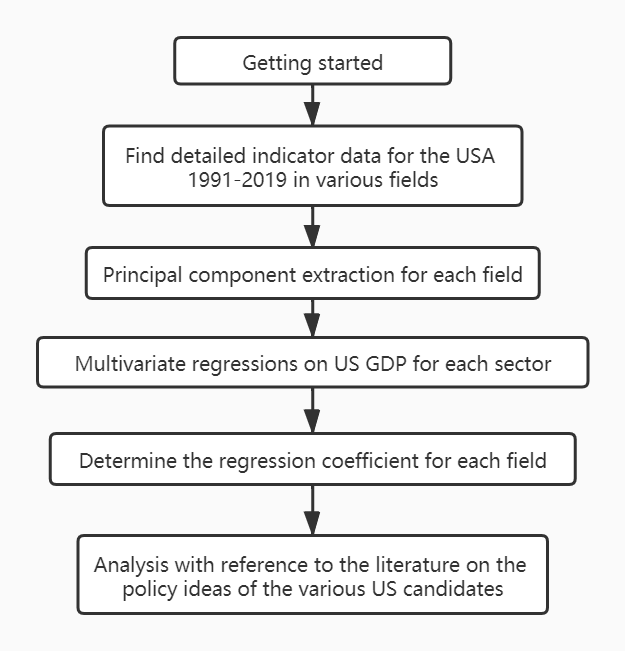 Getting started
Find detailed indicator data for the USA
1991-2019 in various fields
Principal component extraction for each field
Multivariate regressions on US GDP for each sector
Determine the regression coefficient for each field
Analysis with reference to the literature on the
policy ideas of the various US candidates